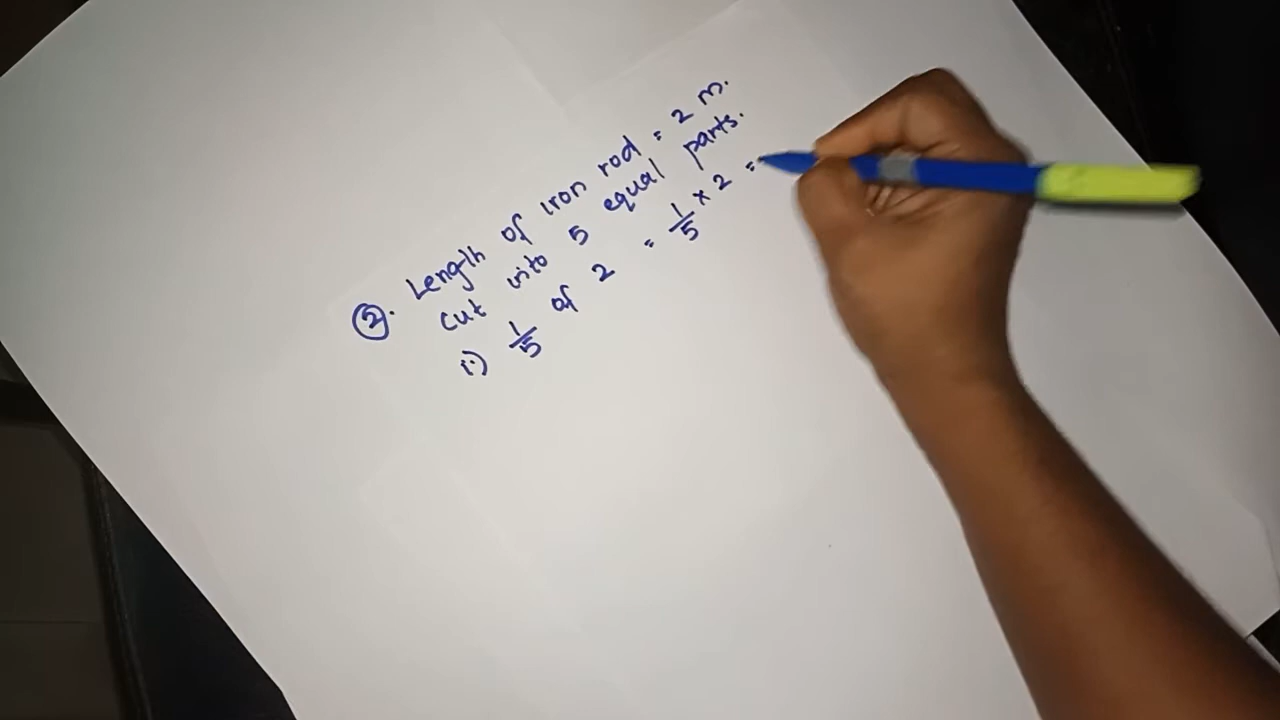 ②. Length of iron rod = 2 m.
cut into 5 equal parts.
(i) 1/5 of 2 = 1/5 × 2 =